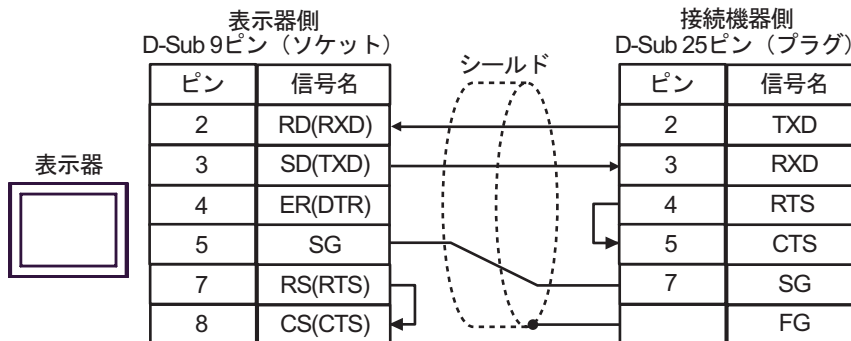 表示器側
D-Sub 9ピン（ソケット）
接続機器側
D-Sub 25ピン（プラグ）
シールド
表示器
ピン 信号名 ピン 信号名
2 RD(RXD) 2 TXD
3 SD(TXD) 3 RXD
4 ER(DTR) 4 RTS
5 SG 5 CTS
7 RS(RTS) 7 SG
8 CS(CTS) FG